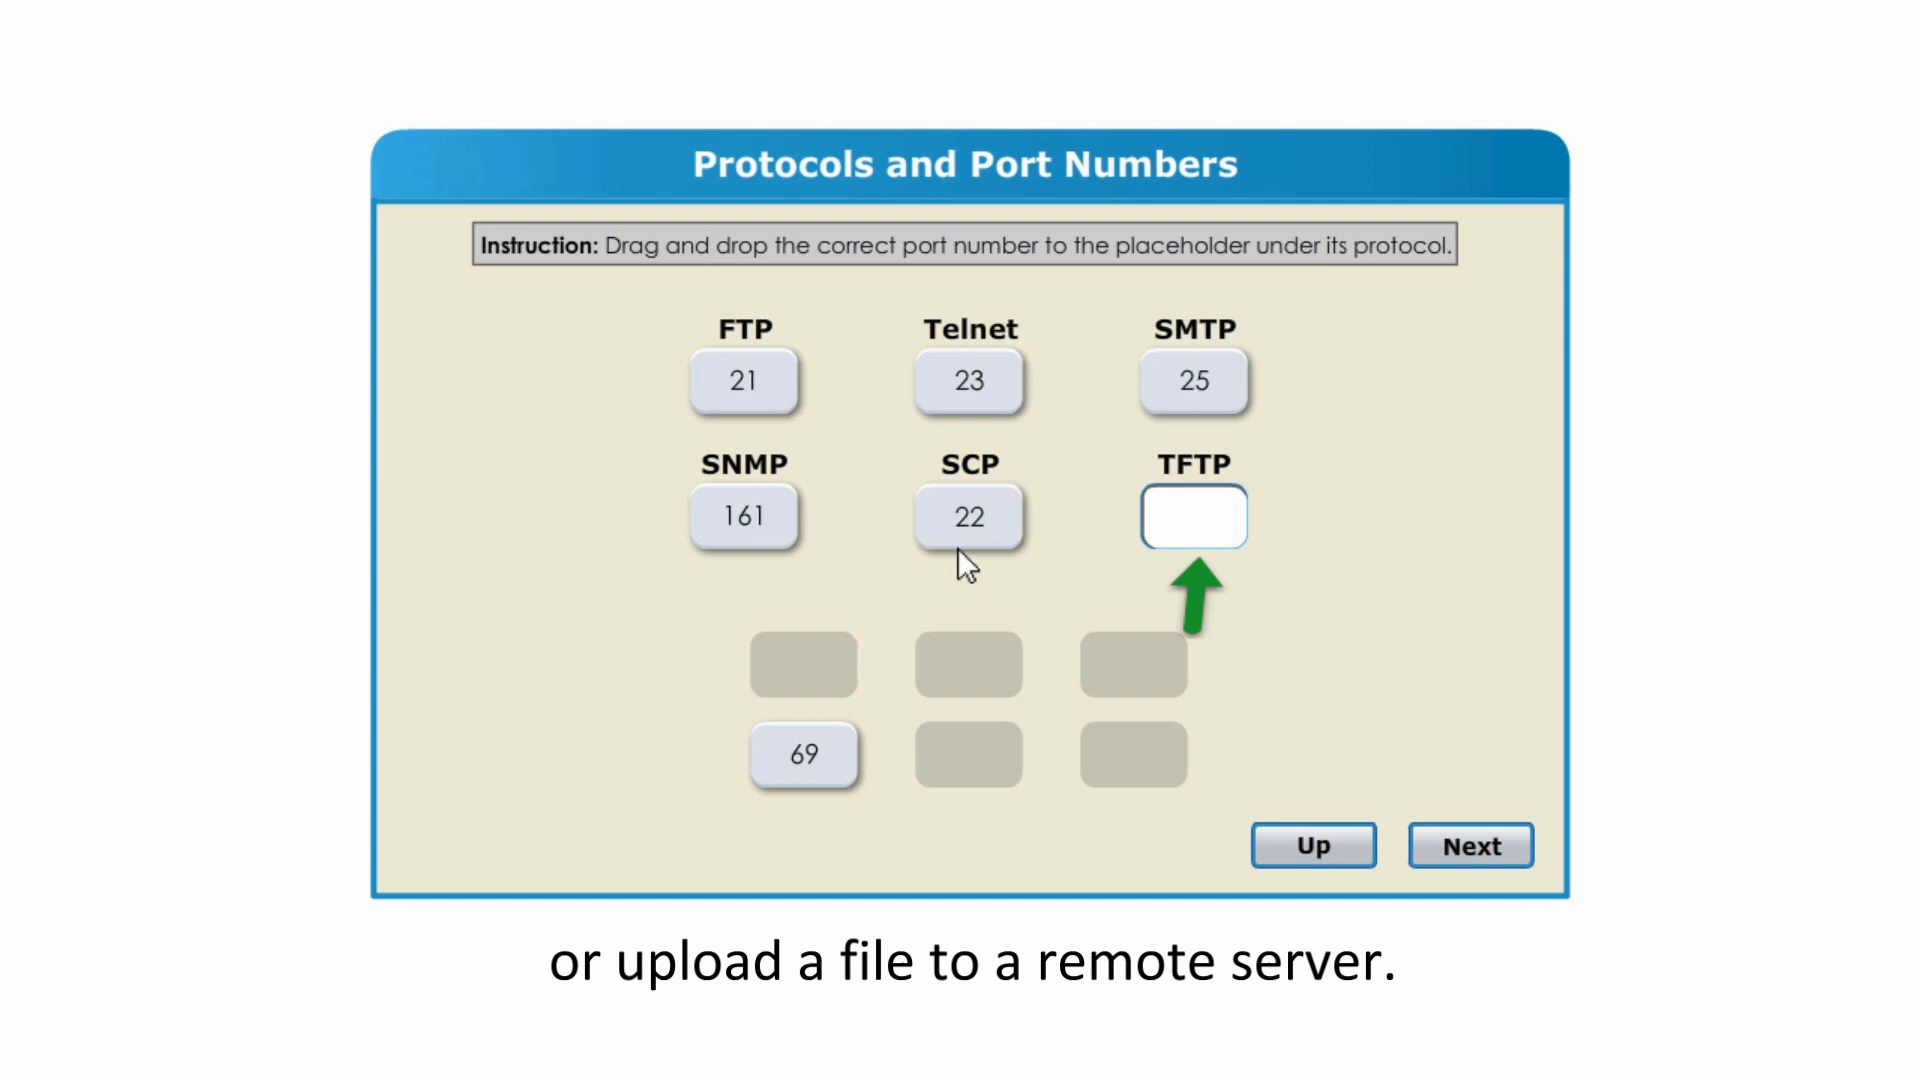 Protocols and Port Numbers
Instruction: Drag and drop the correct port number to the placeholder under its protocol.
FTP Telnet SMTP
21 23 25
SNMP SCP TFTP
161 22
69
Up Next
or upload a file to a remote server.